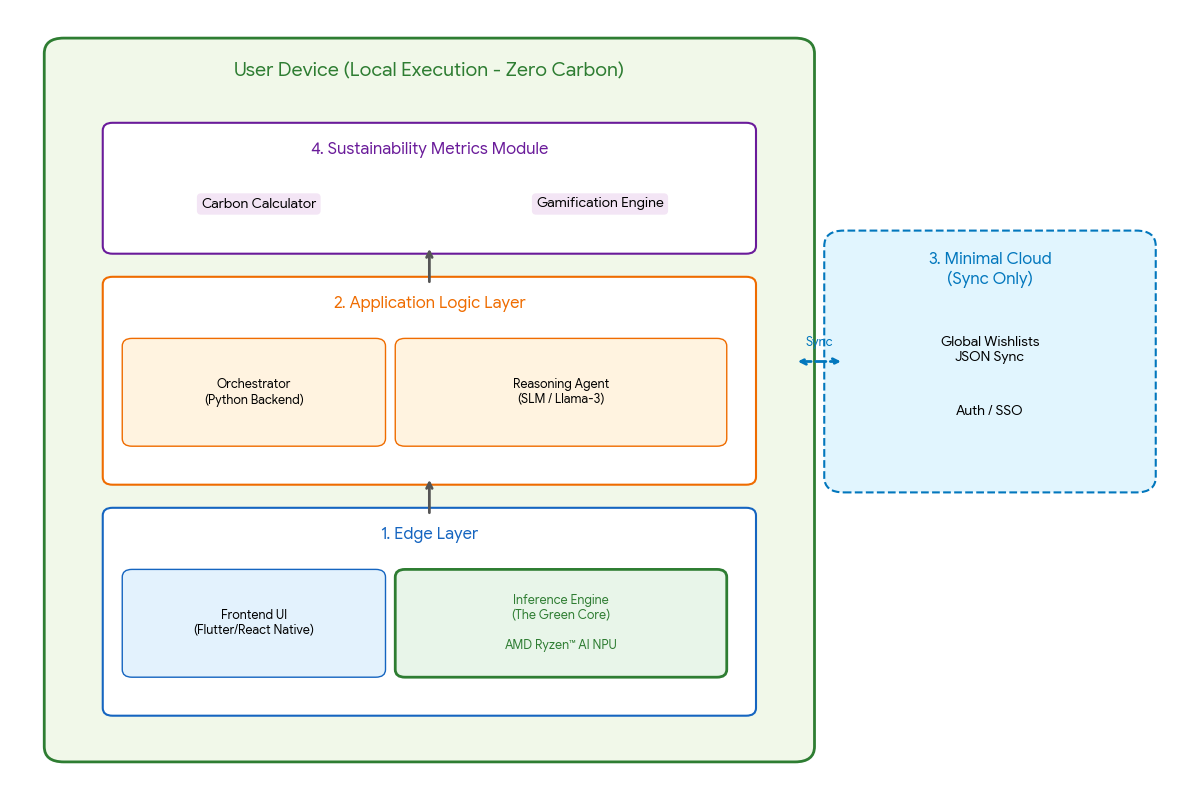 User Device (Local Execution - Zero Carbon)
4. Sustainability Metrics Module
Carbon Calculator
Gamification Engine
2. Application Logic Layer
Orchestrator
(Python Backend)
Reasoning Agent
(SLM / Llama-3)
1. Edge Layer
Frontend UI
(Flutter/React Native)
Inference Engine
(The Green Core)
AMD Ryzen™ AI NPU
Sync
3. Minimal Cloud
(Sync Only)
Global Wishlists
JSON Sync
Auth / SSO